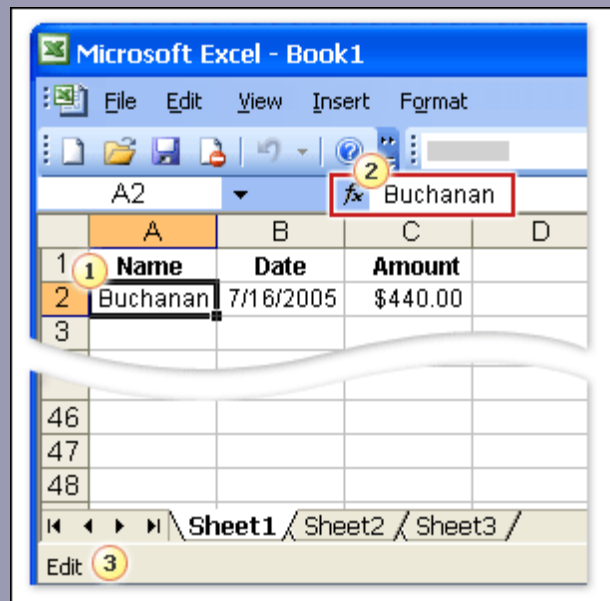 Microsoft Excel - Book1
File Edit View Insert Format
2
A2 fx Buchanan
A B C D
1 1 Name Date Amount
2 Buchanan 7/16/2005 $440.00
3
46
47
48
Sheet1 / Sheet2 / Sheet3 /
Edit 3